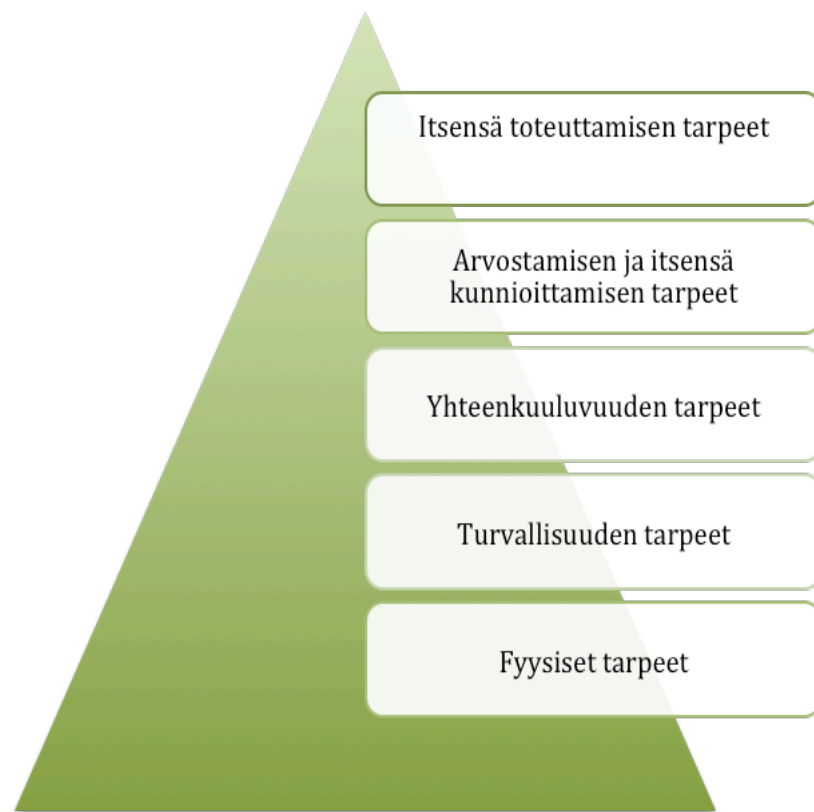 Itsensä toteuttamisen tarpeet
Arvostamisen ja itsensä
kunnioittamisen tarpeet
Yhteenkuuluvuuden tarpeet
Turvallisuuden tarpeet
Fyysiset tarpeet